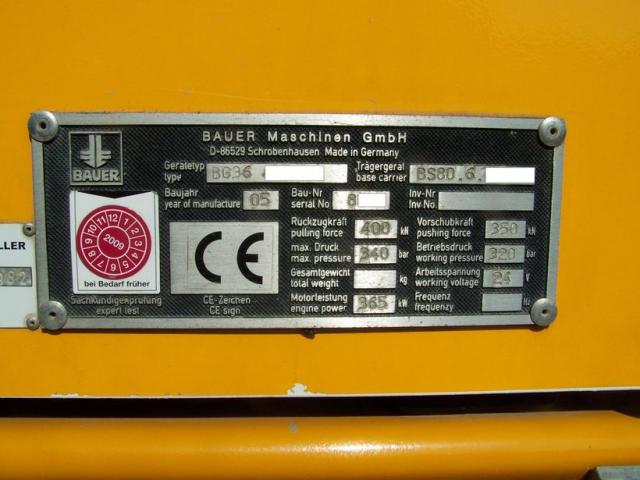 BAUER Maschinen GmbH
D-86529 Schrobenhausen Made in Germany
BAUER
Gerätetyp BG36 Trägergerät BS80 6
type base carrier
Baujahr 05 Bau-Nr 8 Inv-Nr
year of manufacture serial No Inv No
Rückzugkraft 400 kN Vorschubkraft 350 kN
pulling force pushing force
max. Druck 340 bar Betriebsdruck 320 bar
max. pressure working pressure
Gesamtgewicht kg Arbeitsspannung 24 V
total weight working voltage
Motorleistung 365 kW Frequenz Hz
engine power frequenzy
12 1 2 3 4 5 6 7 8 9 10 11
2009
bei Bedarf früher
Sachkundigenprüfung
expert test
CE
CE-Zeichen
CE sign
LLER
982